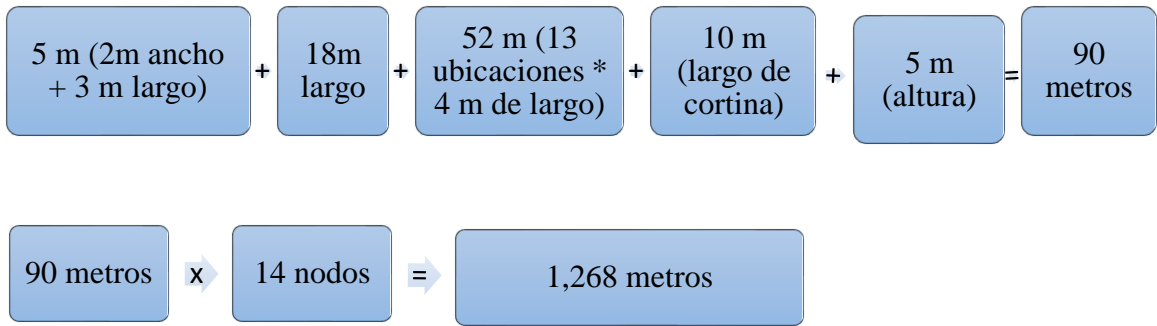 5 m (2m ancho
+ 3 m largo)
+
18m
largo
+
52 m (13
ubicaciones *
4 m de largo)
+
10 m
(largo de
cortina)
+
5 m
(altura)
=
90
metros
90 metros
x
14 nodos
=
1,268 metros